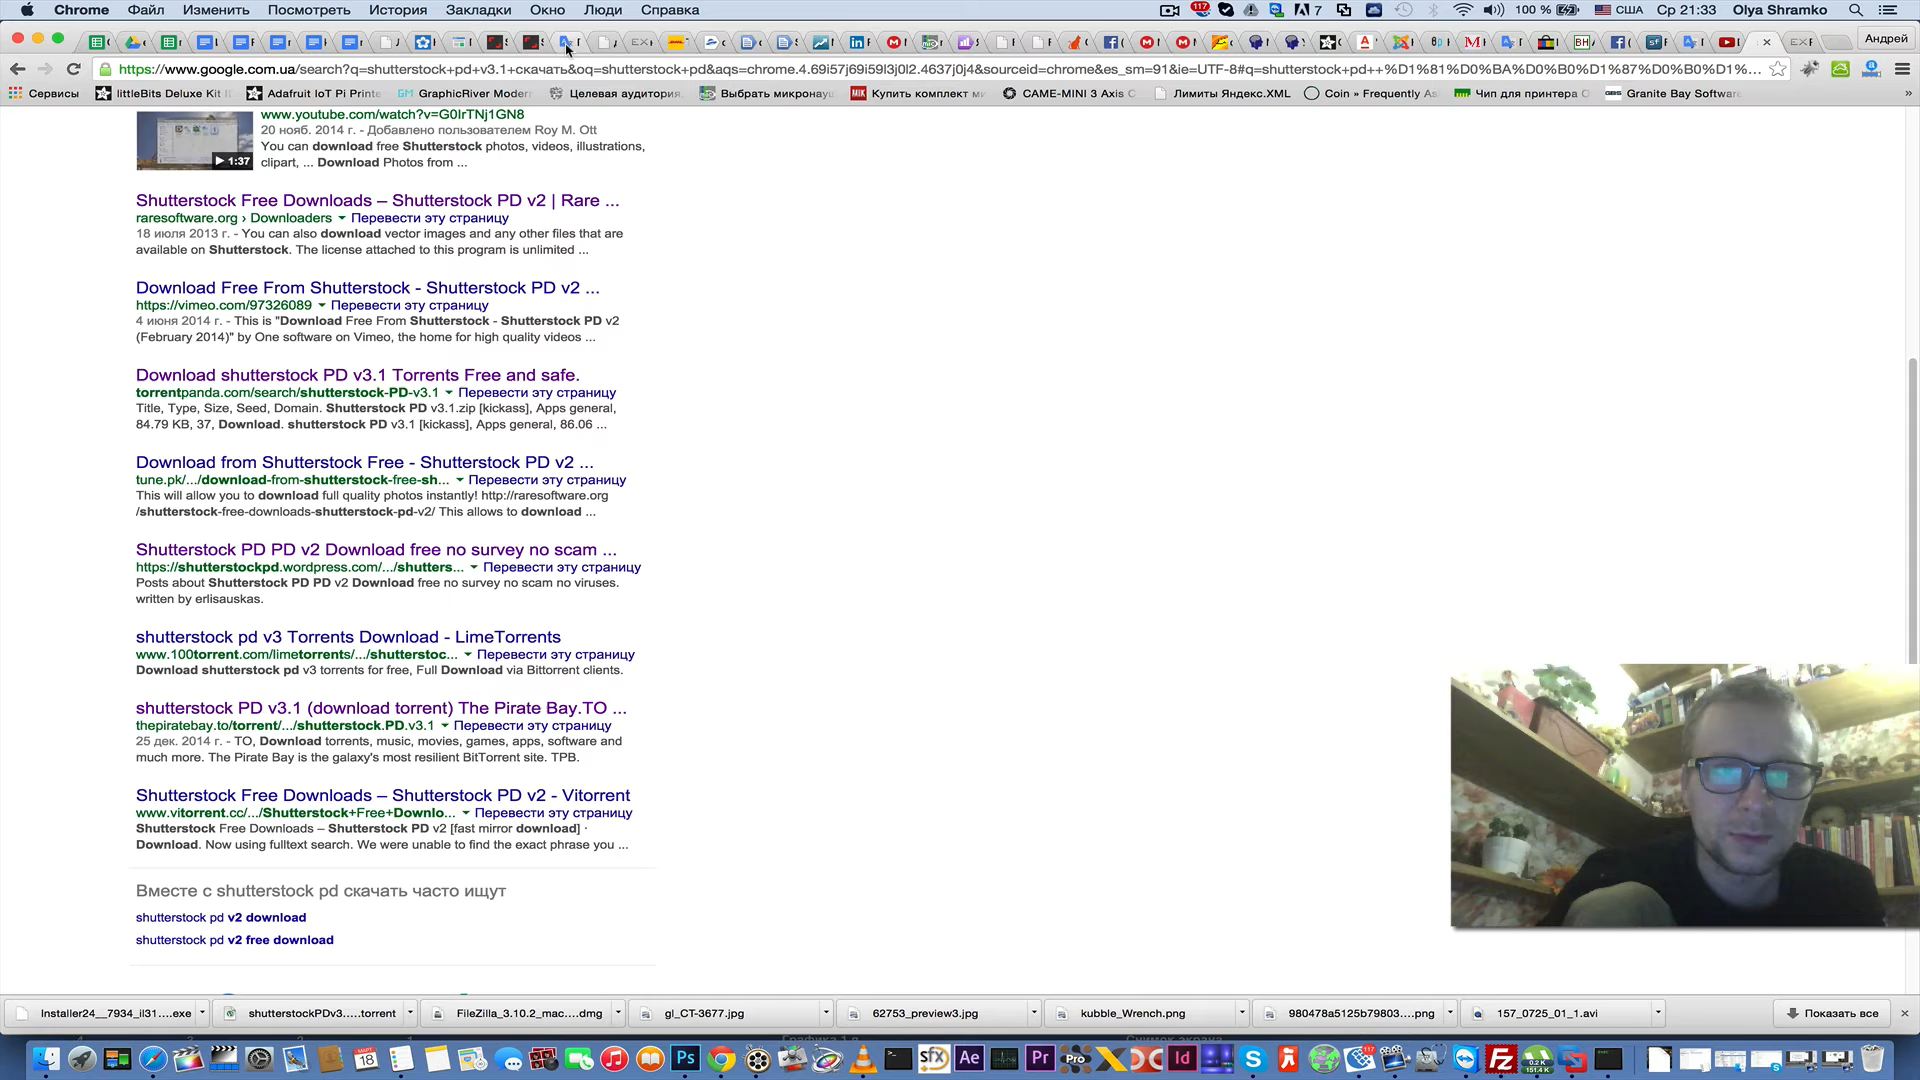 Chrome Файл Изменить Посмотреть История Закладки Окно Люди Справка 117 7 100 % США Ср 21:33 Olya Shramko
Андрей
https://www.google.com.ua/search?q=shutterstock+pd+v3.1+скачать&oq=shutterstock+pd&aqs=chrome.4.69i57j69i59l3j0l2.4637j0j4&sourceid=chrome&es_sm=91&ie=UTF-8#q=shutterstock+pd++%D1%81%D0%BA%D0%B0%D1%87%D0%B0%D1%...
Сервисы littleBits Deluxe Kit Adafruit IoT Pi Printe GraphicRiver Moder Целевая аудитория, Выбрать микронау Купить комплект м CAME-MINI 3 Axis C Лимиты Яндекс.XML Coin » Frequently As Чип для принтера Granite Bay Software »
www.youtube.com/watch?v=G0IrTNj1GN8
20 нояб. 2014 г. - Добавлено пользователем Roy M. Ott
You can download free Shutterstock photos, videos, illustrations,
1:37
clipart, ... Download Photos from ...
Shutterstock Free Downloads – Shutterstock PD v2 | Rare ...
raresoftware.org › Downloaders Перевести эту страницу
18 июля 2013 г. - You can also download vector images and any other files that are
available on Shutterstock. The license attached to this program is unlimited ...
Download Free From Shutterstock - Shutterstock PD v2 ...
https://vimeo.com/97326089 Перевести эту страницу
4 июня 2014 г. - This is "Download Free From Shutterstock - Shutterstock PD v2
(February 2014)" by One software on Vimeo, the home for high quality videos ...
Download shutterstock PD v3.1 Torrents Free and safe.
torrentpanda.com/search/shutterstock-PD-v3.1 Перевести эту страницу
Title, Type, Size, Seed, Domain. Shutterstock PD v3.1.zip [kickass], Apps general,
84.79 KB, 37, Download. shutterstock PD v3.1 [kickass], Apps general, 86.06 ...
Download from Shutterstock Free - Shutterstock PD v2 ...
tune.pk/.../download-from-shutterstock-free-sh... Перевести эту страницу
This will allow you to download full quality photos instantly! http://raresoftware.org
/shutterstock-free-downloads-shutterstock-pd-v2/ This allows to download ...
Shutterstock PD PD v2 Download free no survey no scam ...
https://shutterstockpd.wordpress.com/.../shutters... Перевести эту страницу
Posts about Shutterstock PD PD v2 Download free no survey no scam no viruses.
written by erlisauskas.
shutterstock pd v3 Torrents Download - LimeTorrents
www.100torrent.com/limetorrents/.../shutterstoc... Перевести эту страницу
Download shutterstock pd v3 torrents for free, Full Download via Bittorrent clients.
shutterstock PD v3.1 (download torrent) The Pirate Bay.TO ...
thepiratebay.to/torrent/.../shutterstock.PD.v3.1 Перевести эту страницу
25 дек. 2014 г. - TO, Download torrents, music, movies, games, apps, software and
much more. The Pirate Bay is the galaxy's most resilient BitTorrent site. TPB.
Shutterstock Free Downloads – Shutterstock PD v2 - Vitorrent
www.vitorrent.cc/.../Shutterstock+Free+Downlo... Перевести эту страницу
Shutterstock Free Downloads – Shutterstock PD v2 [fast mirror download] ·
Download. Now using fulltext search. We were unable to find the exact phrase you ...
Вместе с shutterstock pd скачать часто ищут
shutterstock pd v2 download
shutterstock pd v2 free download
Installer24__7934_il31....exe shutterstockPDv3.....torrent FileZilla_3.10.2_mac....dmg gl_CT-3677.jpg 62753_preview3.jpg kubble_Wrench.png 980478a5125b79803....png 157_0725_01_1.avi Показать все
МАРТ 18 Ps sfx Ae Pr Pro Id Fz